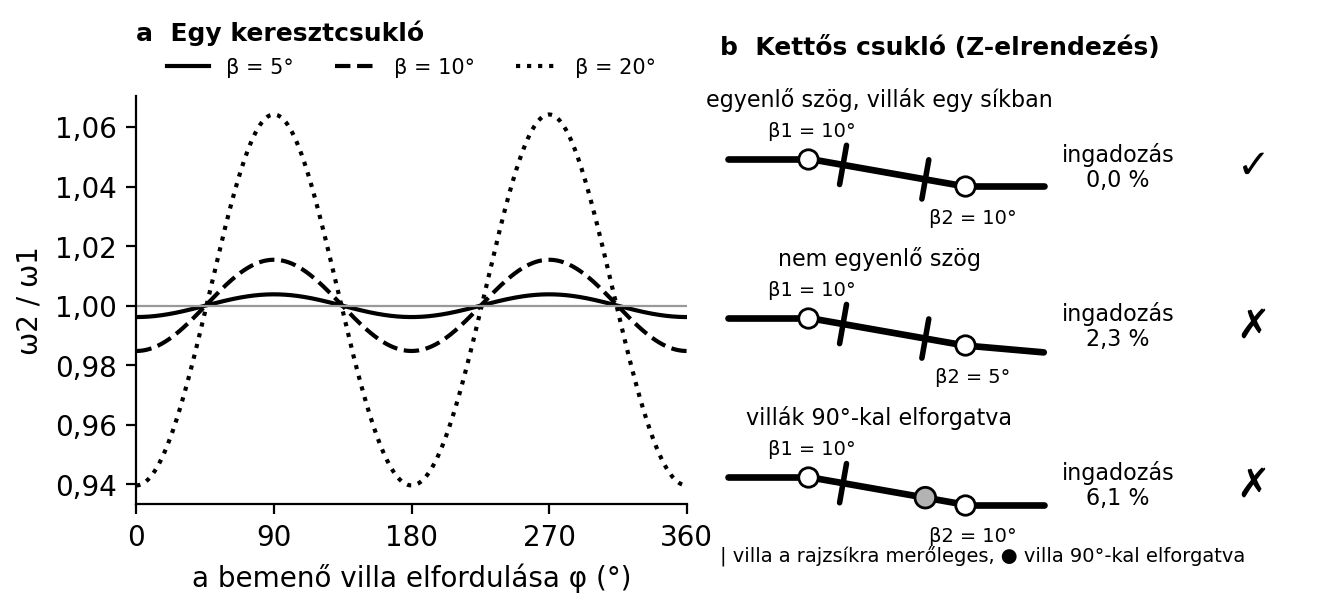 a Egy keresztcsukló
β = 5° β = 10° β = 20°
1,06
1,04
1,02
1,00
0,98
0,96
0,94
ω2 / ω1
0 90 180 270 360
a bemenő villa elfordulása φ (°)
b Kettős csukló (Z-elrendezés)
egyenlő szög, villák egy síkban
β1 = 10°
ingadozás
0,0 %
✓
β2 = 10°
nem egyenlő szög
β1 = 10°
ingadozás
2,3 %
✗
β2 = 5°
villák 90°-kal elforgatva
β1 = 10°
ingadozás
6,1 %
✗
β2 = 10°
| villa a rajzsíkra merőleges, ● villa 90°-kal elforgatva